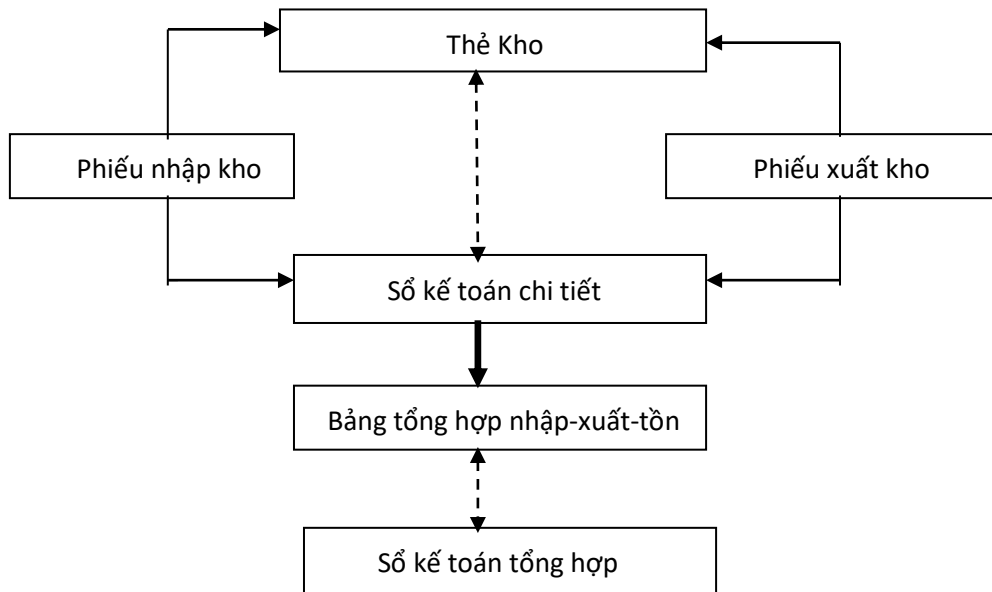 Thẻ Kho
Phiếu nhập kho
Phiếu xuất kho
Sổ kế toán chi tiết
Bảng tổng hợp nhập-xuất-tồn
Sổ kế toán tổng hợp